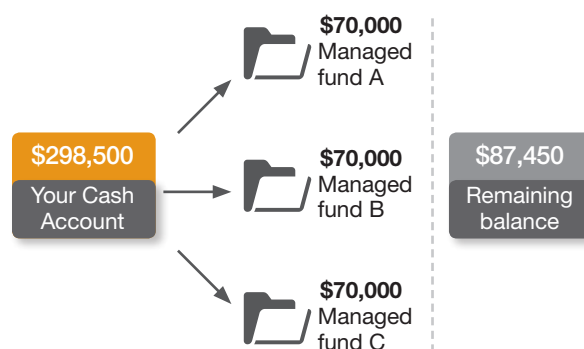 $298,500
Your Cash
Account
$70,000
Managed
fund A
$70,000
Managed
fund B
$70,000
Managed
fund C
$87,450
Remaining
balance